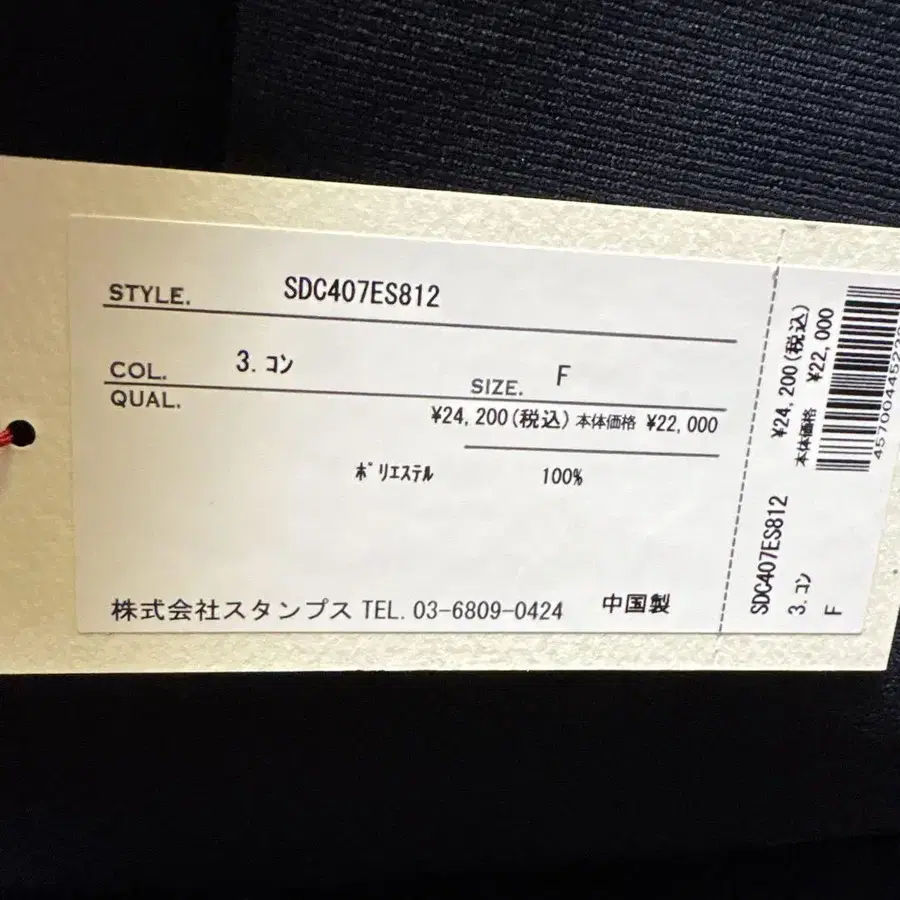 STYLE. SDC407ES812
COL. 3. コン SIZE. F
QUAL.
¥24,200(税込) 本体価格 ¥22,000
ポリエステル 100%
株式会社スタンプス TEL. 03-6809-0424 中国製
¥24,200(税込)
本体価格 ¥22,000
SDC407ES812
3. コン
F